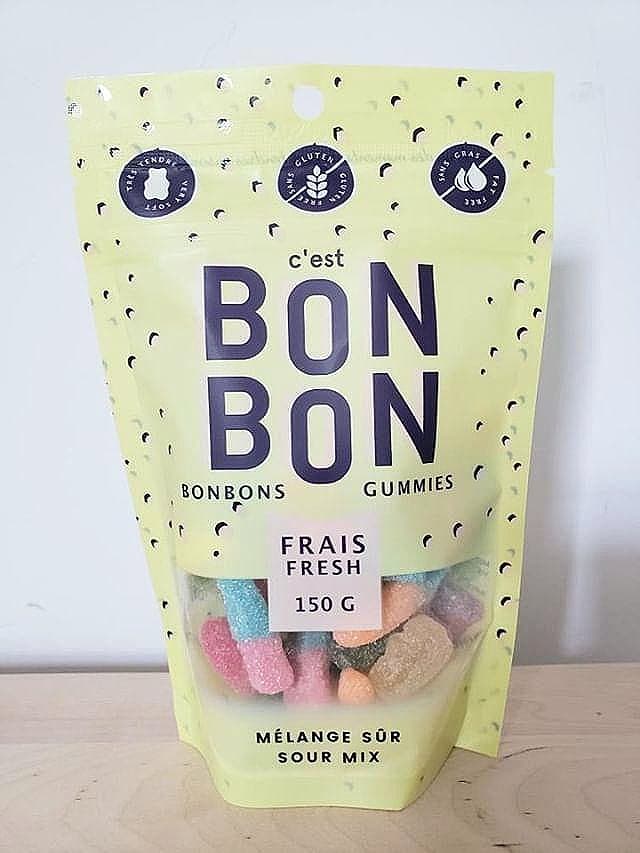 TRÈS TENDRE VERY SOFT
SANS GLUTEN GLUTEN FREE
SANS GRAS FAT FREE
c'est
BON
BON
BONBONS GUMMIES
FRAIS
FRESH
150 G
MÉLANGE SÛR
SOUR MIX